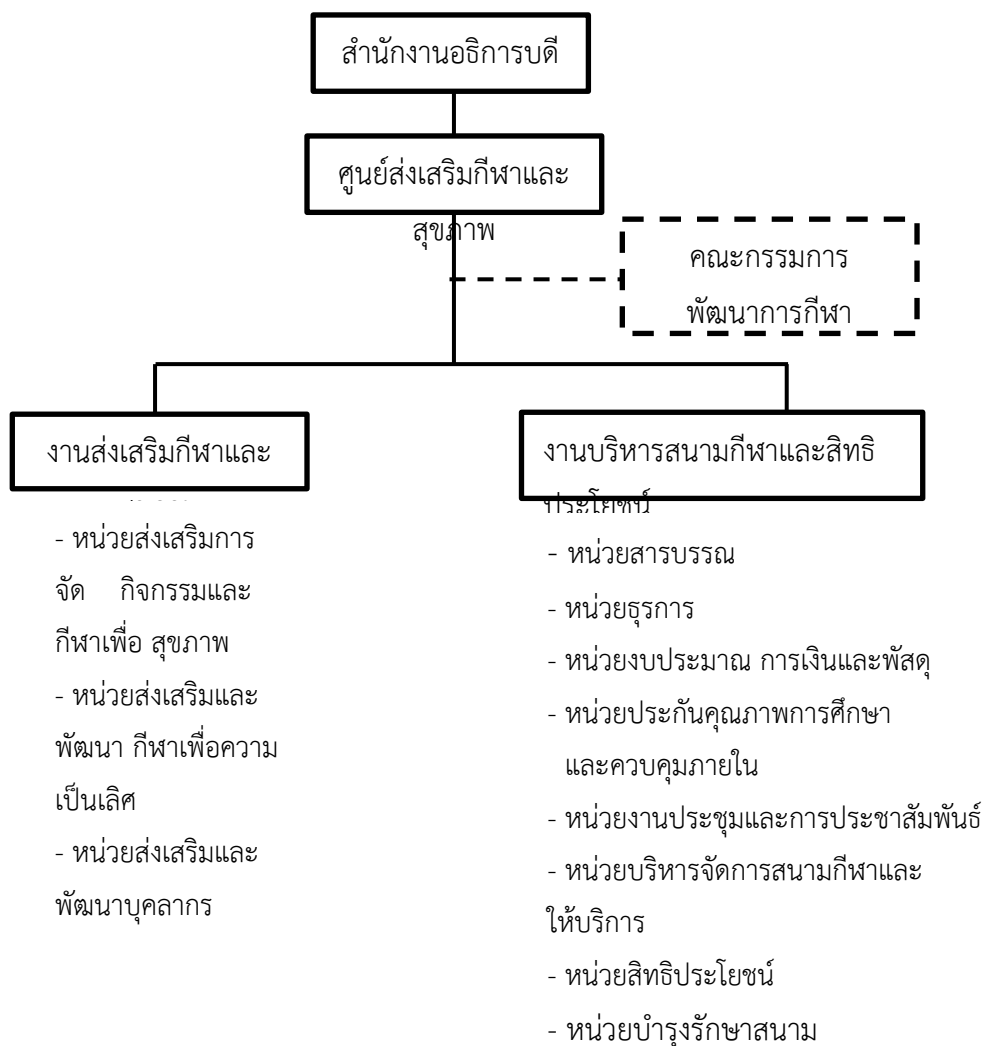 สำนักงานอธิการบดี
ศูนย์ส่งเสริมกีฬาและ
สุขภาพ
คณะกรรมการ
พัฒนาการกีฬา
งานส่งเสริมกีฬาและ
- หน่วยส่งเสริมการ
จัด กิจกรรมและ
กีฬาเพื่อ สุขภาพ
- หน่วยส่งเสริมและ
พัฒนา กีฬาเพื่อความ
เป็นเลิศ
- หน่วยส่งเสริมและ
พัฒนาบุคลากร
งานบริหารสนามกีฬาและสิทธิ
ประโยชน์
- หน่วยสารบรรณ
- หน่วยธุรการ
- หน่วยงบประมาณ การเงินและพัสดุ
- หน่วยประกันคุณภาพการศึกษา
และควบคุมภายใน
- หน่วยงานประชุมและการประชาสัมพันธ์
- หน่วยบริหารจัดการสนามกีฬาและ
ให้บริการ
- หน่วยสิทธิประโยชน์
- หน่วยบำรุงรักษาสนาม